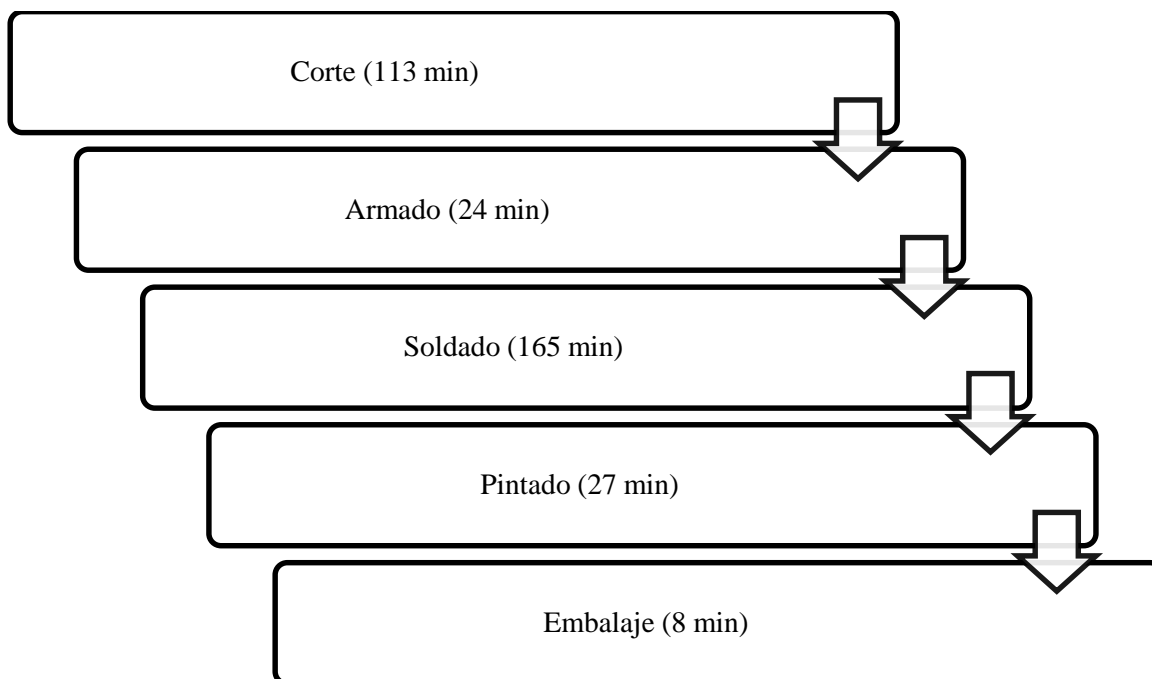 Corte (113 min)
Armado (24 min)
Soldado (165 min)
Pintado (27 min)
Embalaje (8 min)